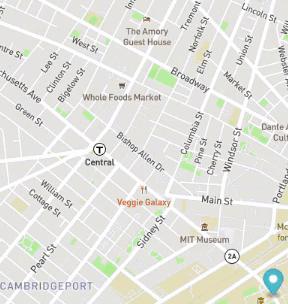 Lincoln St
The Amory
Guest House
Tremont
Norfolk St
West St
Union St
Lee St
Elm St
Clinton St
Broadway
Bigelow St
Market St
Whole Foods Market
Green St
Columbia St
Dante A
Cult
Bishop Allen Dr
Pine St
Cherry St
Windsor St
T
Central
Portland
William St
Cottage St
Veggie Galaxy
Main St
Sidney St
MIT Museum
Pearl St
2A
CAMBRIDGEPORT